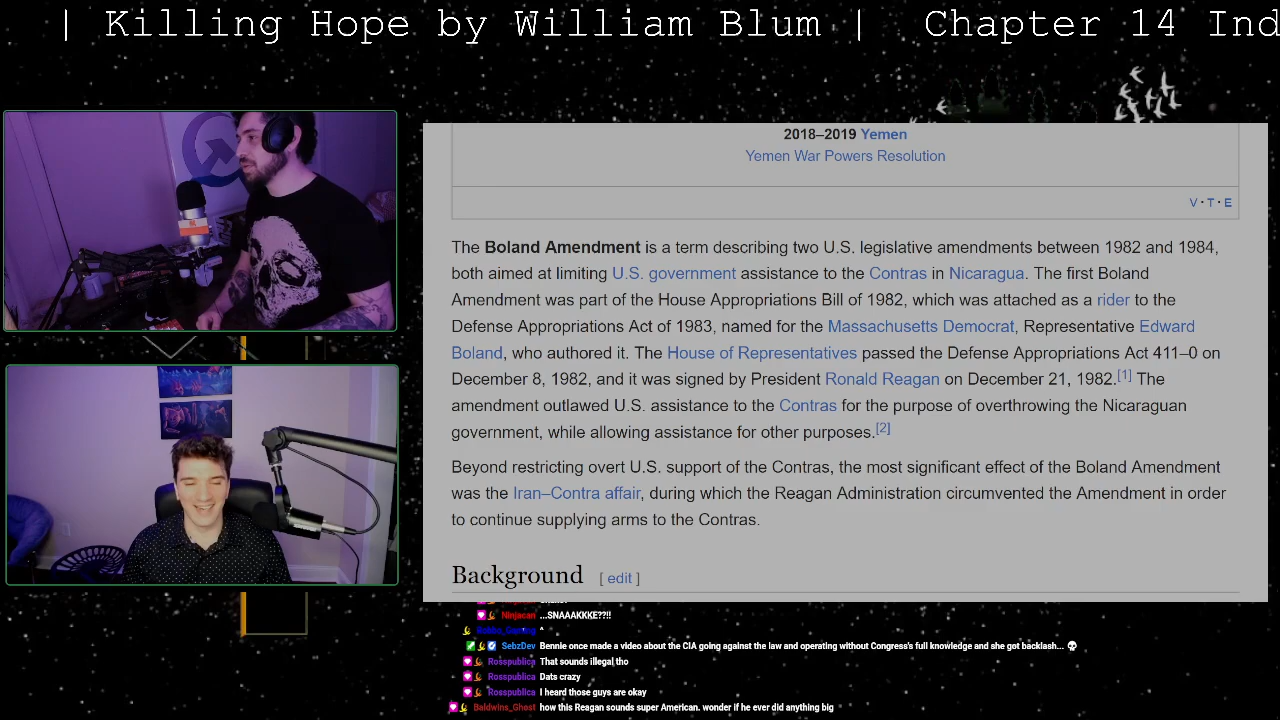 | Killing Hope by William Blum | Chapter 14 Ind
2018–2019 Yemen
Yemen War Powers Resolution
V · T · E
The Boland Amendment is a term describing two U.S. legislative amendments between 1982 and 1984,
both aimed at limiting U.S. government assistance to the Contras in Nicaragua. The first Boland
Amendment was part of the House Appropriations Bill of 1982, which was attached as a rider to the
Defense Appropriations Act of 1983, named for the Massachusetts Democrat, Representative Edward
Boland, who authored it. The House of Representatives passed the Defense Appropriations Act 411–0 on
December 8, 1982, and it was signed by President Ronald Reagan on December 21, 1982.[1] The
amendment outlawed U.S. assistance to the Contras for the purpose of overthrowing the Nicaraguan
government, while allowing assistance for other purposes.[2]
Beyond restricting overt U.S. support of the Contras, the most significant effect of the Boland Amendment
was the Iran–Contra affair, during which the Reagan Administration circumvented the Amendment in order
to continue supplying arms to the Contras.
Background [ edit ]
Ninjacan ...SNAAAKKKE??!!
^
SebzDev Bennie once made a video about the CIA going against the law and operating without Congress's full knowledge and she got backlash... 💀
Rosspublica That sounds illegal tho
Rosspublica Dats crazy
Rosspublica I heard those guys are okay
Baldwins_Ghost how this Reagan sounds super American. wonder if he ever did anything big